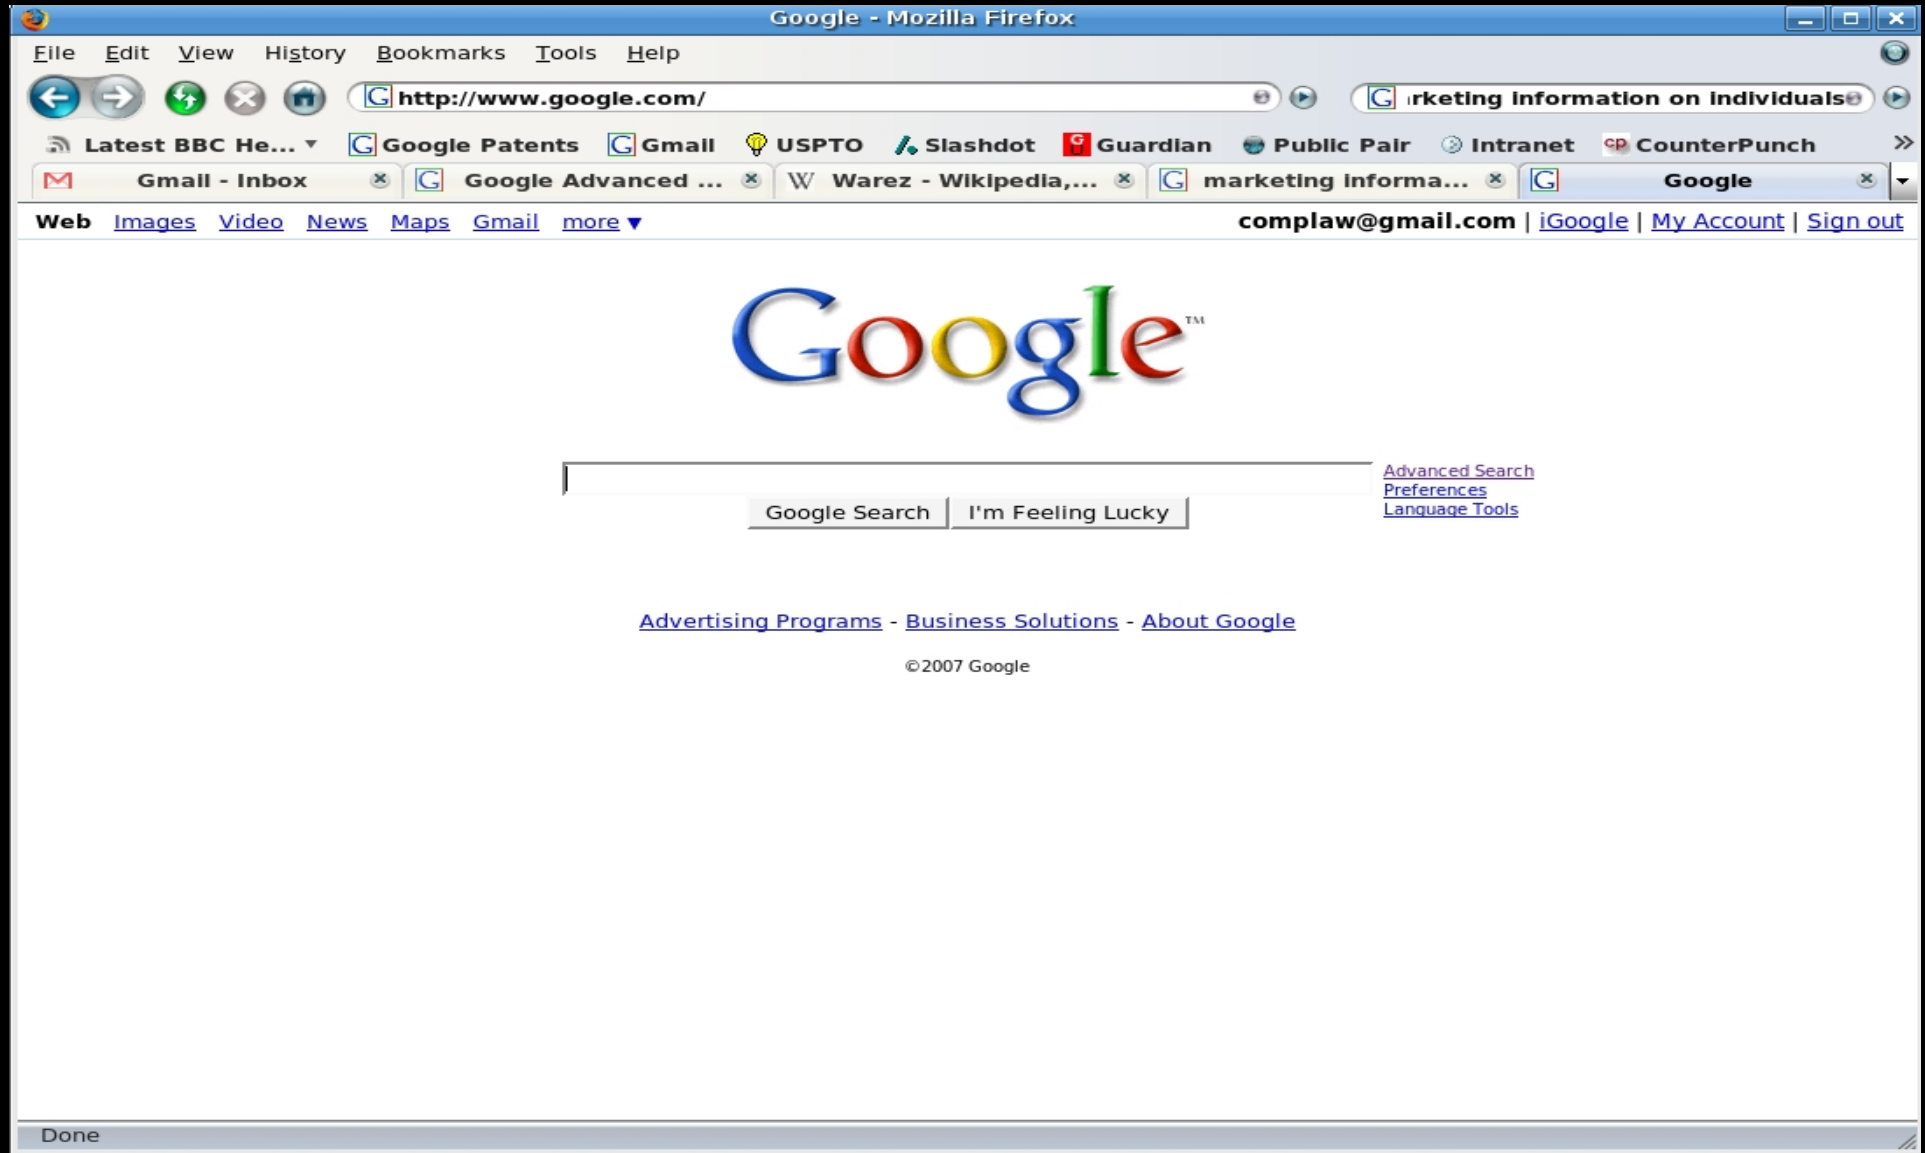 Google - Mozilla Firefox
File Edit View History Bookmarks Tools Help
http://www.google.com/ rketing information on individuals
Latest BBC He... Google Patents Gmail USPTO Slashdot Guardian Public Pair Intranet CounterPunch
Gmail - Inbox Google Advanced ... Warez - Wikipedia,... marketing informa... Google
Web Images Video News Maps Gmail more ▼ complaw@gmail.com | iGoogle | My Account | Sign out
Google™
Advanced Search
Preferences
Language Tools
Google Search I'm Feeling Lucky
Advertising Programs - Business Solutions - About Google
©2007 Google
Done